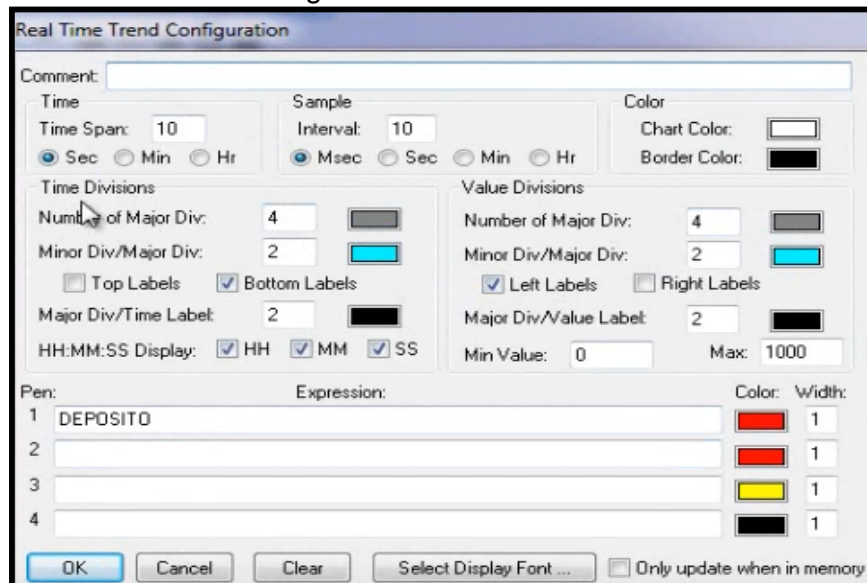 Real Time Trend Configuration
Comment:
Time Sample Color
Time Span: 10 Interval: 10 Chart Color:
Sec Min Hr Msec Sec Min Hr Border Color:
Time Divisions Value Divisions
Number of Major Div: 4 Number of Major Div: 4
Minor Div/Major Div: 2 Minor Div/Major Div: 2
Top Labels Bottom Labels Left Labels Right Labels
Major Div/Time Label: 2 Major Div/Value Label: 2
HH:MM:SS Display: HH MM SS Min Value: 0 Max: 1000
Pen: Expression: Color: Width:
1 DEPOSITO 1
2 1
3 1
4 1
OK Cancel Clear Select Display Font ... Only update when in memor